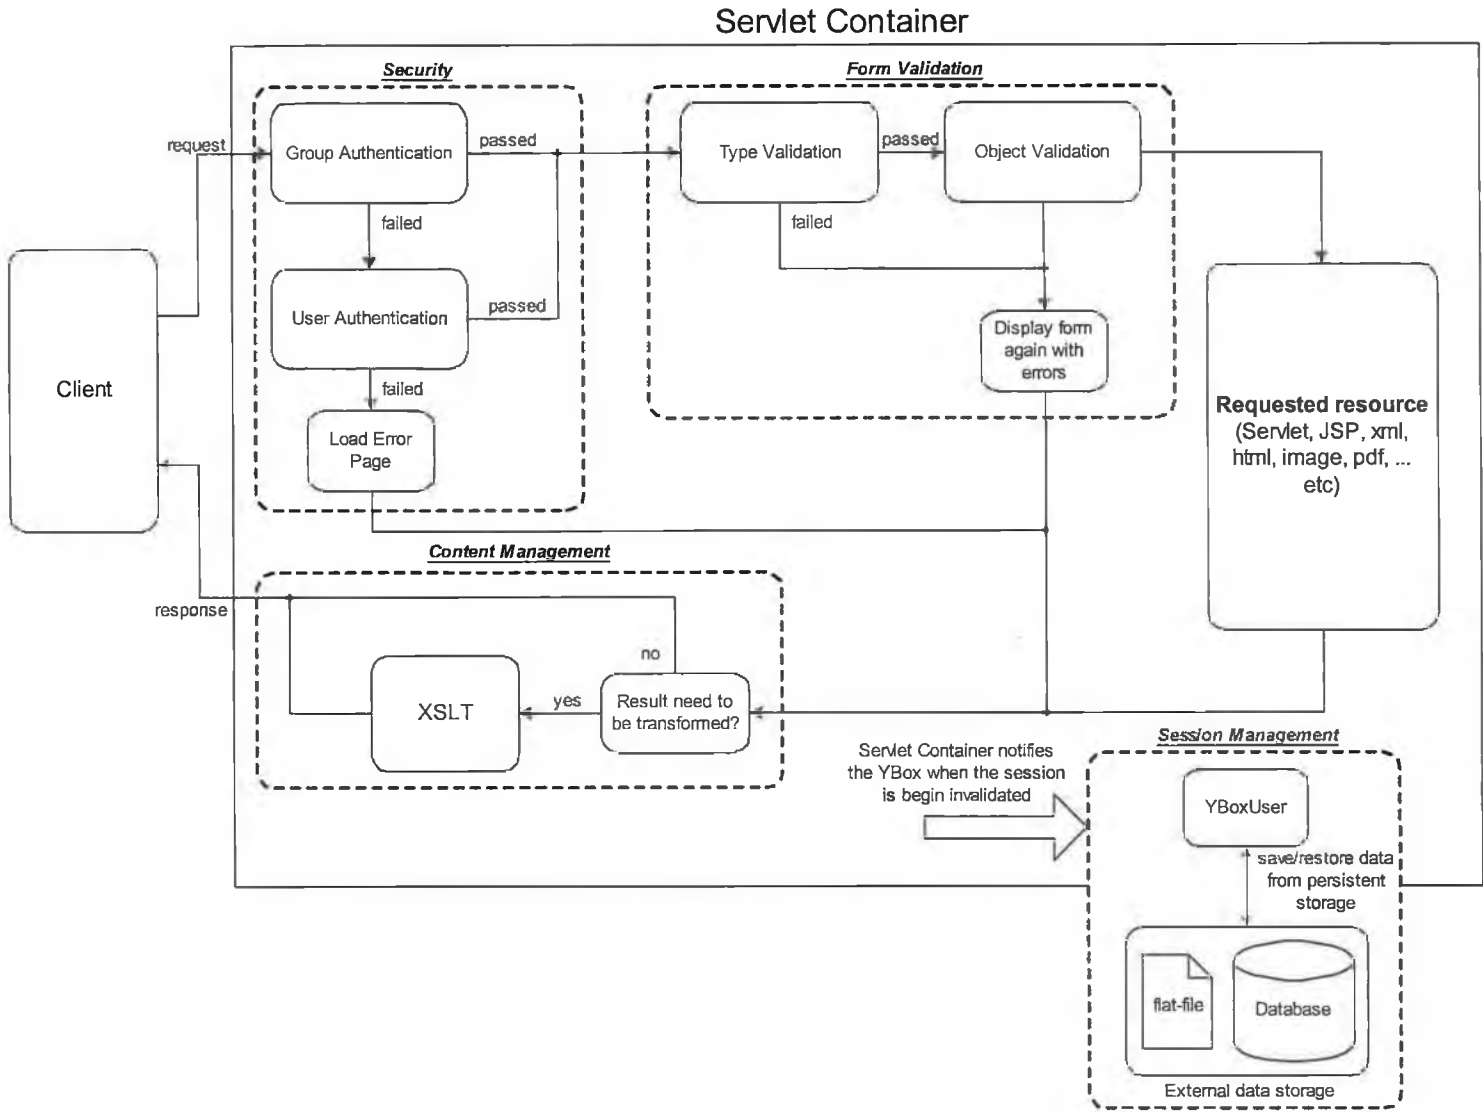 Servlet Container
Security
Form Validation
request
Group Authentication
passed
Type Validation
passed
Object Validation
failed
failed
User Authentication
passed
Display form
again with
errors
Client
failed
Load Error
Page
Requested resource
(Servlet, JSP, xml,
html, image, pdf, ...
etc)
Content Management
response
no
XSLT
yes
Result need to
be transformed?
Session Management
Servlet Container notifies
the YBox when the session
is begin invalidated
YBoxUser
save/restore data
from persistent
storage
flat-file
Database
External data storage